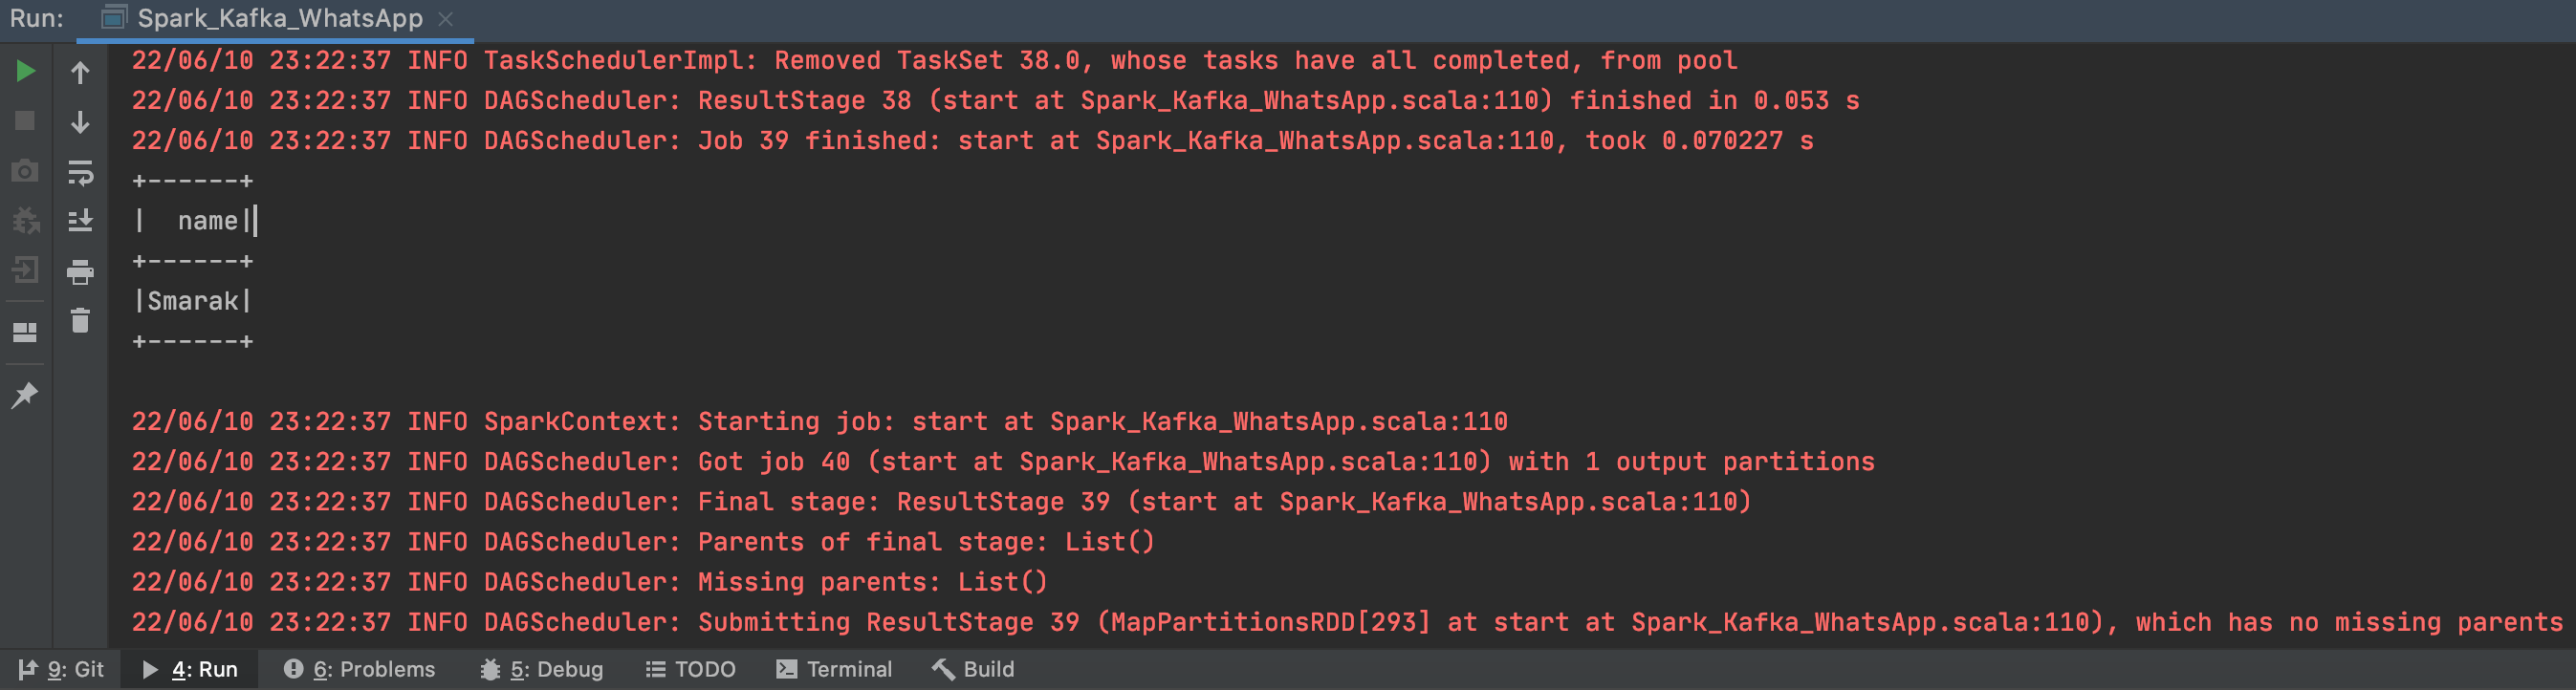 Run: Spark_Kafka_WhatsApp
22/06/10 23:22:37 INFO TaskSchedulerImpl: Removed TaskSet 38.0, whose tasks have all completed, from pool
22/06/10 23:22:37 INFO DAGScheduler: ResultStage 38 (start at Spark_Kafka_WhatsApp.scala:110) finished in 0.053 s
22/06/10 23:22:37 INFO DAGScheduler: Job 39 finished: start at Spark_Kafka_WhatsApp.scala:110, took 0.070227 s
+------+
|  name|
+------+
|Smarak|
+------+
22/06/10 23:22:37 INFO SparkContext: Starting job: start at Spark_Kafka_WhatsApp.scala:110
22/06/10 23:22:37 INFO DAGScheduler: Got job 40 (start at Spark_Kafka_WhatsApp.scala:110) with 1 output partitions
22/06/10 23:22:37 INFO DAGScheduler: Final stage: ResultStage 39 (start at Spark_Kafka_WhatsApp.scala:110)
22/06/10 23:22:37 INFO DAGScheduler: Parents of final stage: List()
22/06/10 23:22:37 INFO DAGScheduler: Missing parents: List()
22/06/10 23:22:37 INFO DAGScheduler: Submitting ResultStage 39 (MapPartitionsRDD[293] at start at Spark_Kafka_WhatsApp.scala:110), which has no missing parents
9: Git 4: Run 6: Problems 5: Debug TODO Terminal Build